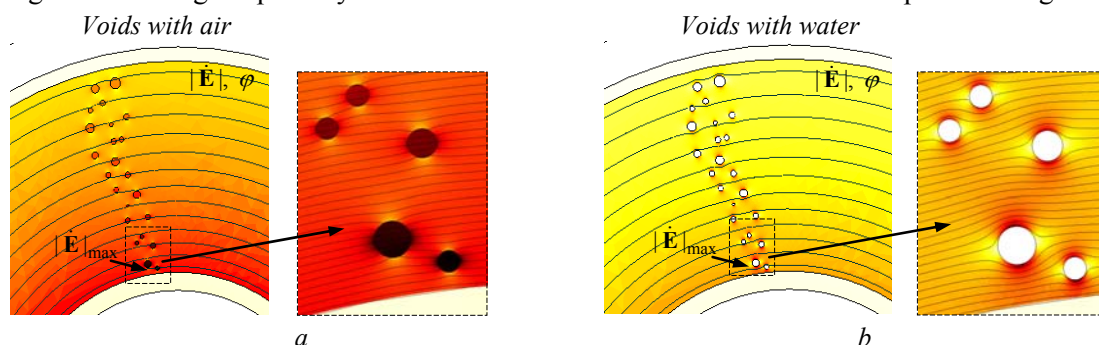 Voids with air
Voids with water
|Ė|, φ
|Ė|max
a
|Ė|, φ
|Ė|max
b